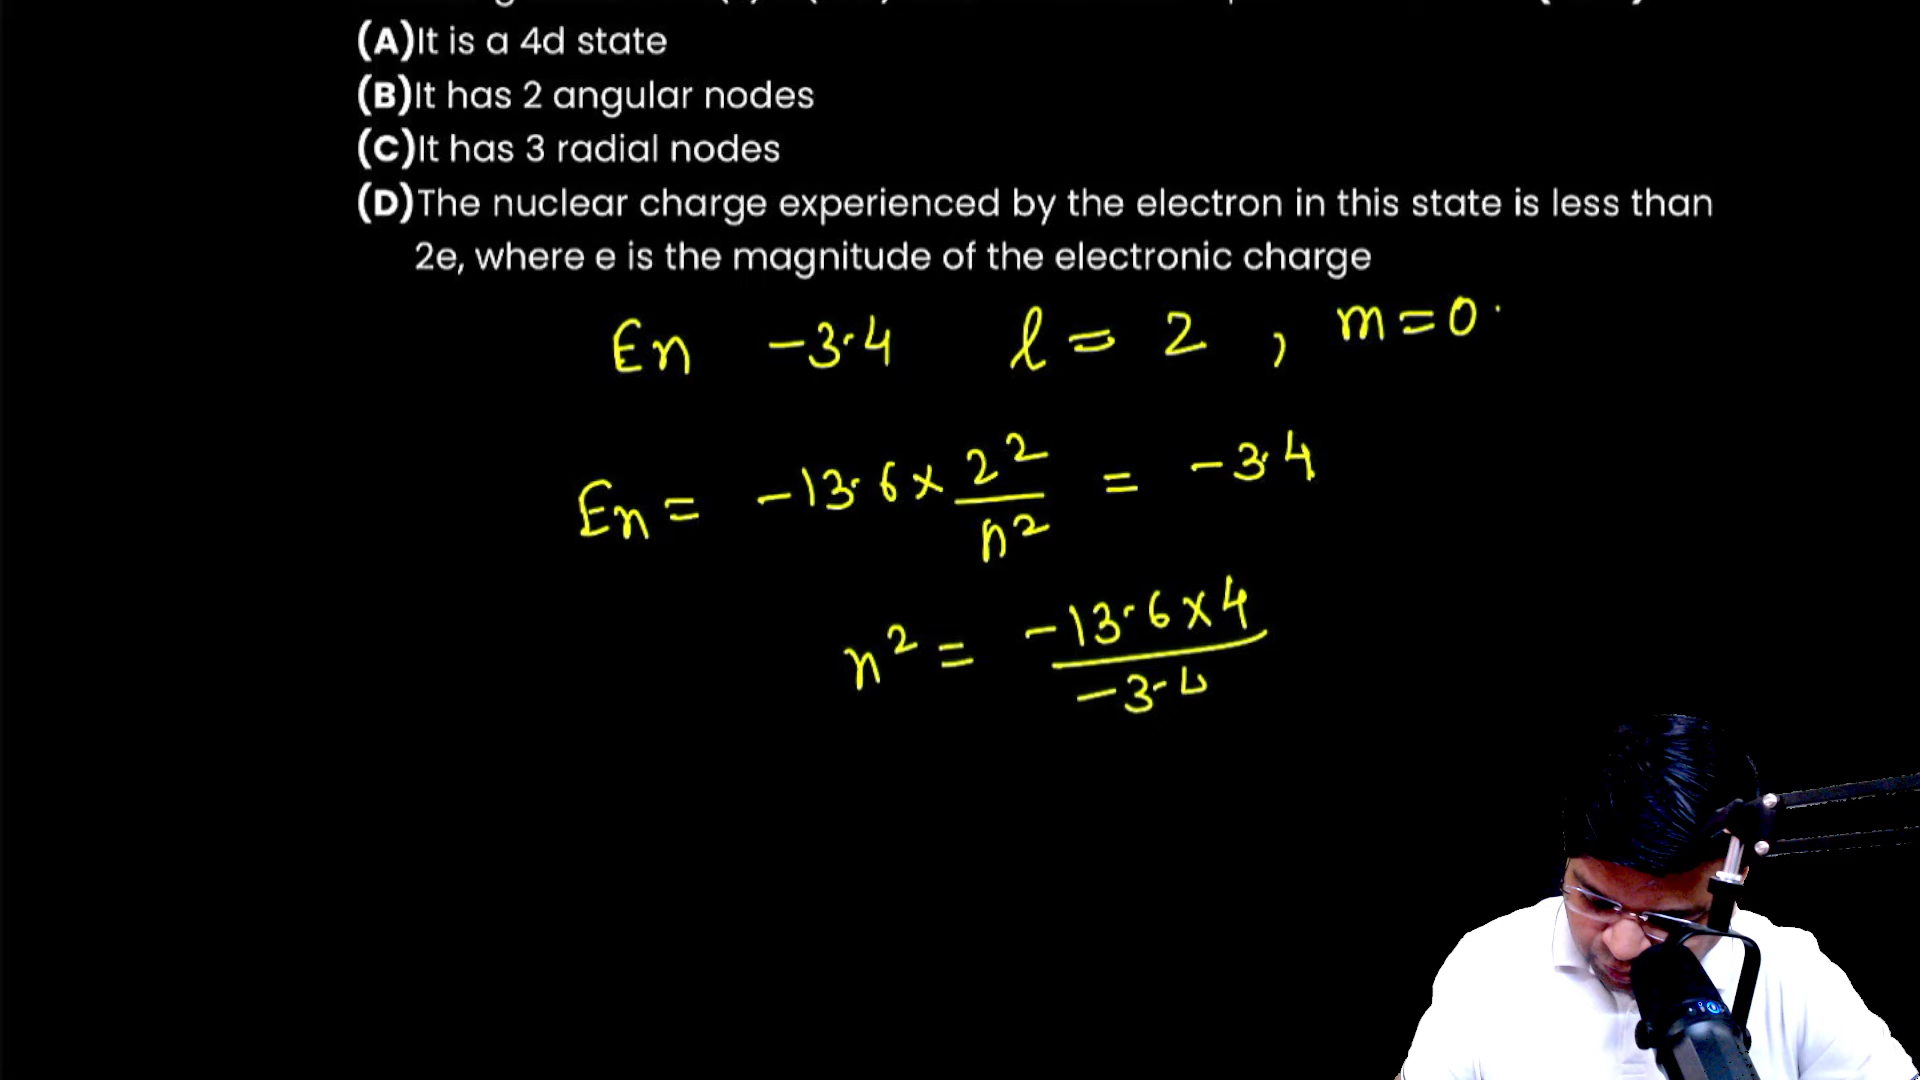 (A)It is a 4d state
(B)It has 2 angular nodes
(C)It has 3 radial nodes
(D)The nuclear charge experienced by the electron in this state is less than
2e, where e is the magnitude of the electronic charge
En -3.4 l = 2 , m=0.
En = -13.6 x 2²/n² = -3.4
n² = -13.6x4/-3.4